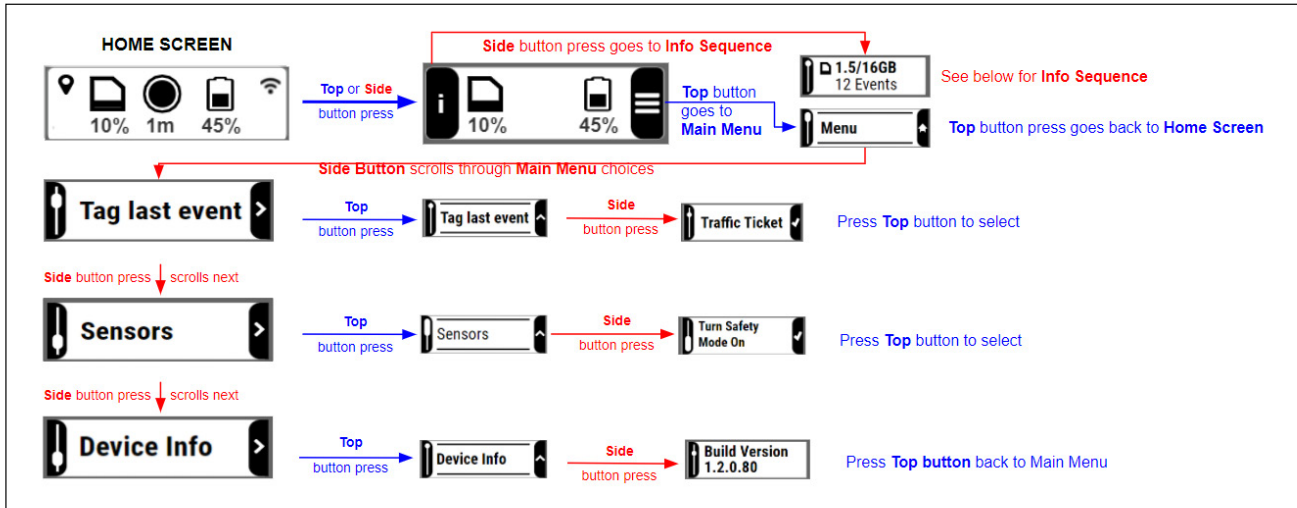 HOME SCREEN
10% 1m 45%
Top or Side
button press
Side button press goes to Info Sequence
i
10% 45%
Top button
goes to
Main Menu
1.5/16GB
12 Events
See below for Info Sequence
Menu
Top button press goes back to Home Screen
Side Button scrolls through Main Menu choices
Tag last event
Top
button press
Tag last event
Side
button press
Traffic Ticket
Press Top button to select
Side button press scrolls next
Sensors
Top
button press
Sensors
Side
button press
Turn Safety
Mode On
Press Top button to select
Side button press scrolls next
Device Info
Top
button press
Device Info
Side
button press
Build Version
1.2.0.80
Press Top button back to Main Menu